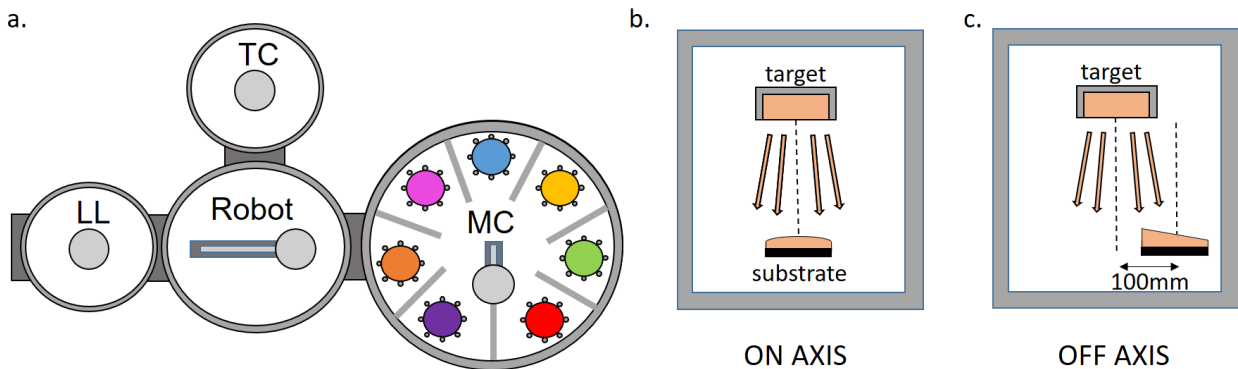 a.
TC
LL
Robot
MC
b.
target
substrate
ON AXIS
c.
target
100mm
OFF AXIS